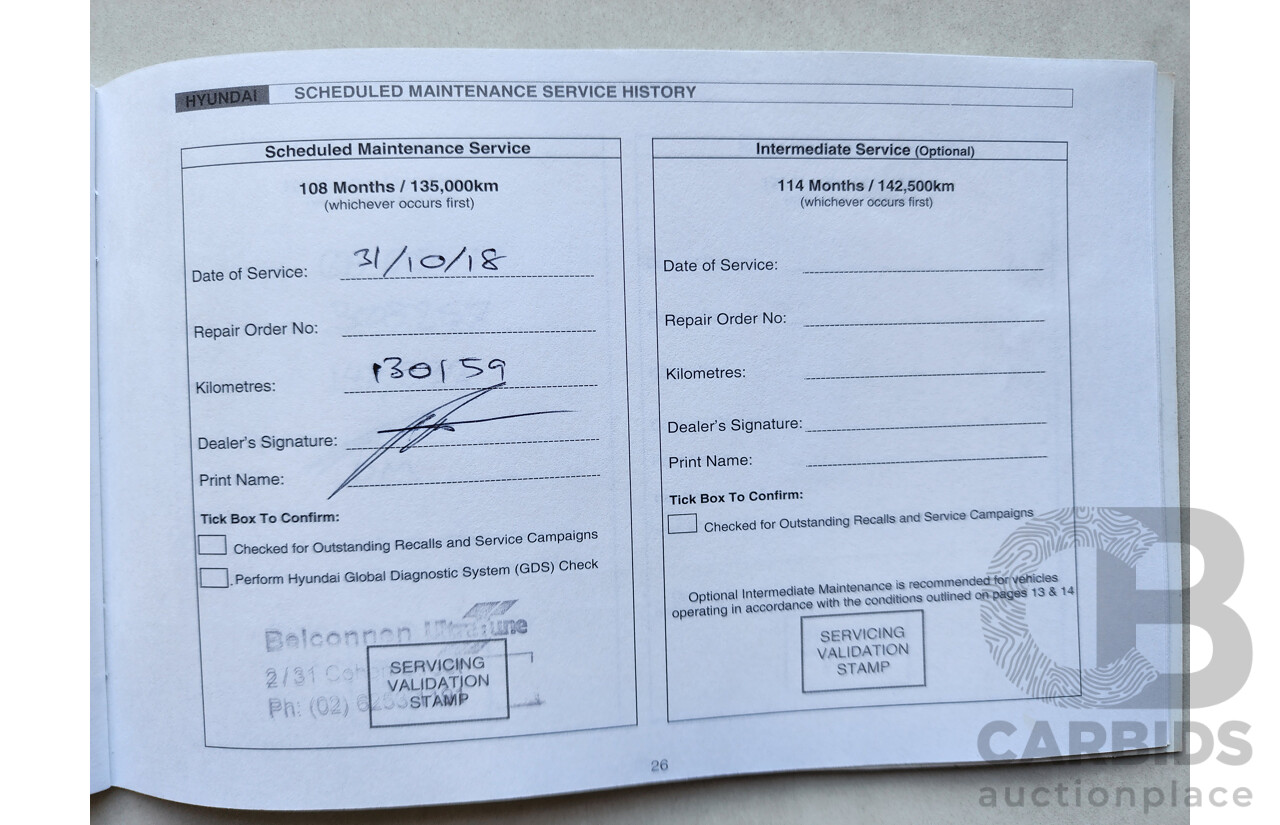 HYUNDAI SCHEDULED MAINTENANCE SERVICE HISTORY
Scheduled Maintenance Service
108 Months / 135,000km
(whichever occurs first)
Date of Service: 31/10/18
Repair Order No:
Kilometres: 130159
Dealer's Signature:
Print Name:
Tick Box To Confirm:
Checked for Outstanding Recalls and Service Campaigns
Perform Hyundai Global Diagnostic System (GDS) Check
Belconnen Ultra tune
2/31
Ph: (02)
SERVICING
VALIDATION
STAMP
Intermediate Service (Optional)
114 Months / 142,500km
(whichever occurs first)
Date of Service:
Repair Order No:
Kilometres:
Dealer's Signature:
Print Name:
Tick Box To Confirm:
Checked for Outstanding Recalls and Service Campaigns
Optional Intermediate Maintenance is recommended for vehicles
operating in accordance with the conditions outlined on pages 13 & 14
SERVICING
VALIDATION
STAMP
26
CB
CARBIDS
auctionplace